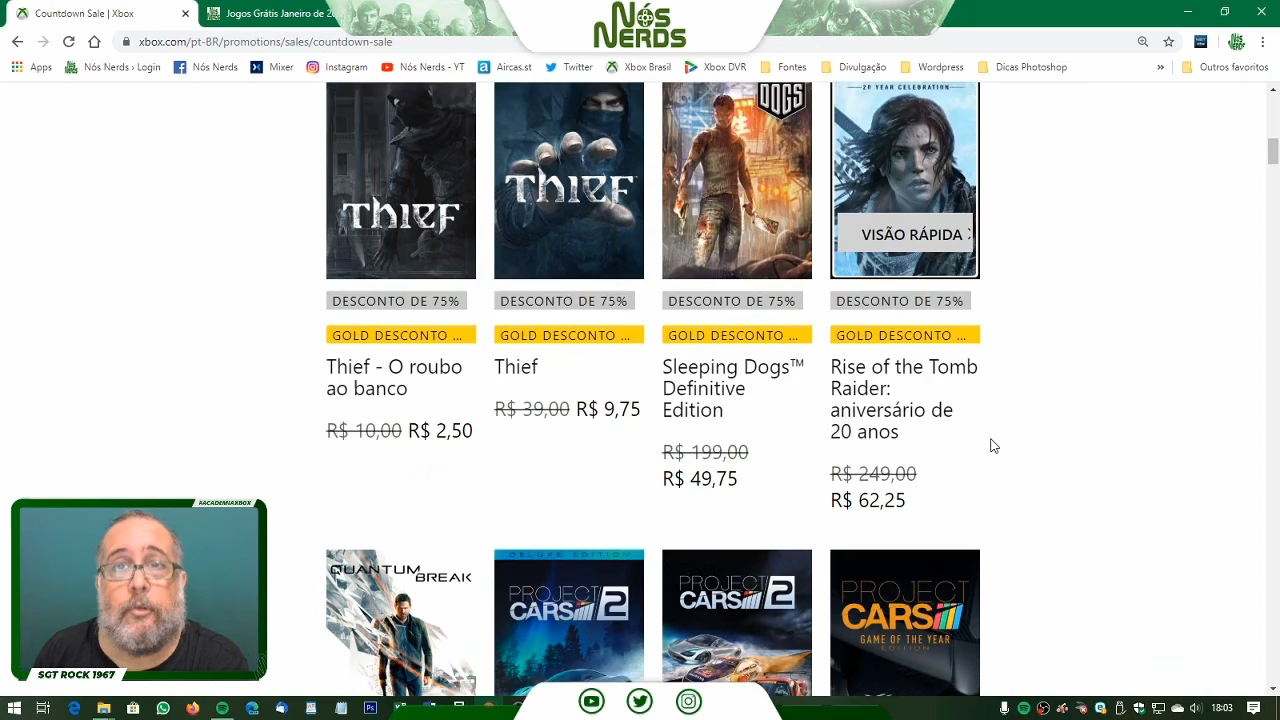 Countdown Sale | Xbox
Jogos Grátis Janeiro de 20
NÓS
NERDS
xbox.com/pt-BR/promotions/sales/countdown-sale
Apps
Nós Nerds › Login
Nós Nerds
Mixer
Instagram
Nós Nerds - YT
Aircas.st
Twitter
Xbox Brasil
Xbox DVR
Fontes
Divulgação
Wordpress
Dicas Photoshop
»
Outros favoritos
THIEF
THIEF
DOGS
20 YEAR CELEBRATION
VISÃO RÁPIDA
DESCONTO DE 75%
DESCONTO DE 75%
DESCONTO DE 75%
DESCONTO DE 75%
GOLD DESCONTO ...
GOLD DESCONTO ...
GOLD DESCONTO ...
GOLD DESCONTO ...
Thief - O roubo
ao banco
R$ 10,00 R$ 2,50
Thief
R$ 39,00 R$ 9,75
Sleeping Dogs™
Definitive
Edition
R$ 199,00
R$ 49,75
Rise of the Tomb
Raider:
aniversário de
20 anos
R$ 249,00
R$ 62,25
QUANTUM
BREAK
DELUXE EDITION
PROJECT
CARS 2
PROJECT
CARS 2
PROJECT
CARS
GAME OF THE YEAR
EDITION
#ACADEMIAXBOX
SGT ROCK 1967
18:03